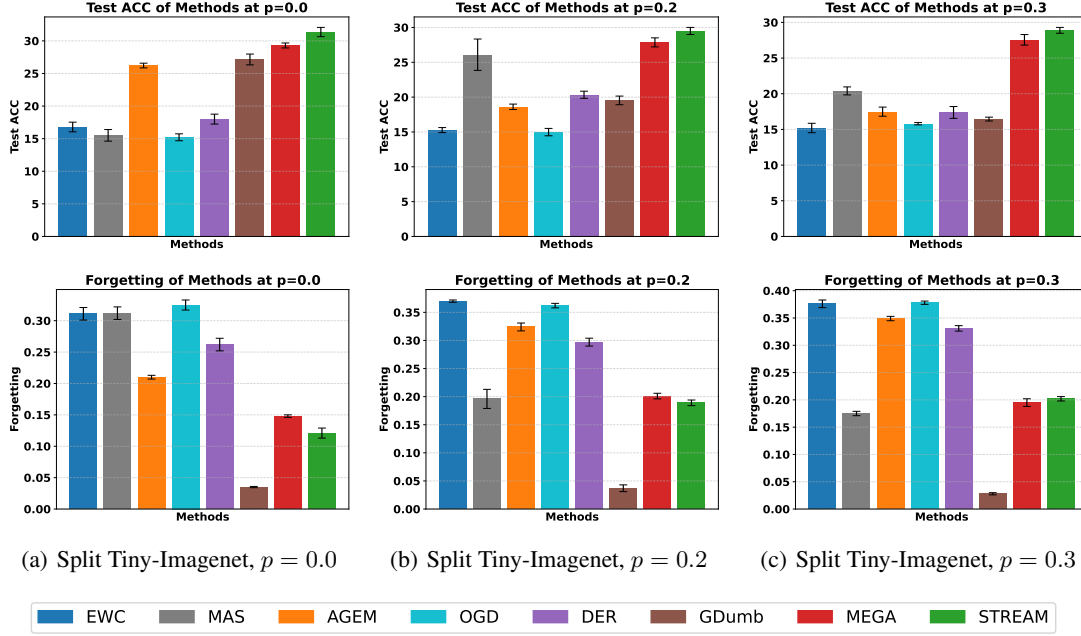 Test ACC of Methods at p=0.0
Test ACC
30
25
20
15
10
5
0
Methods
Test ACC of Methods at p=0.2
Test ACC
30
25
20
15
10
5
0
Methods
Test ACC of Methods at p=0.3
Test ACC
30
25
20
15
10
5
0
Methods
Forgetting of Methods at p=0.0
Forgetting
0.30
0.25
0.20
0.15
0.10
0.05
0.00
Methods
Forgetting of Methods at p=0.2
Forgetting
0.35
0.30
0.25
0.20
0.15
0.10
0.05
0.00
Methods
Forgetting of Methods at p=0.3
Forgetting
0.40
0.35
0.30
0.25
0.20
0.15
0.10
0.05
0.00
Methods
(a) Split Tiny-Imagenet, p = 0.0
(b) Split Tiny-Imagenet, p = 0.2
(c) Split Tiny-Imagenet, p = 0.3
EWC MAS AGEM OGD DER GDumb MEGA STREAM